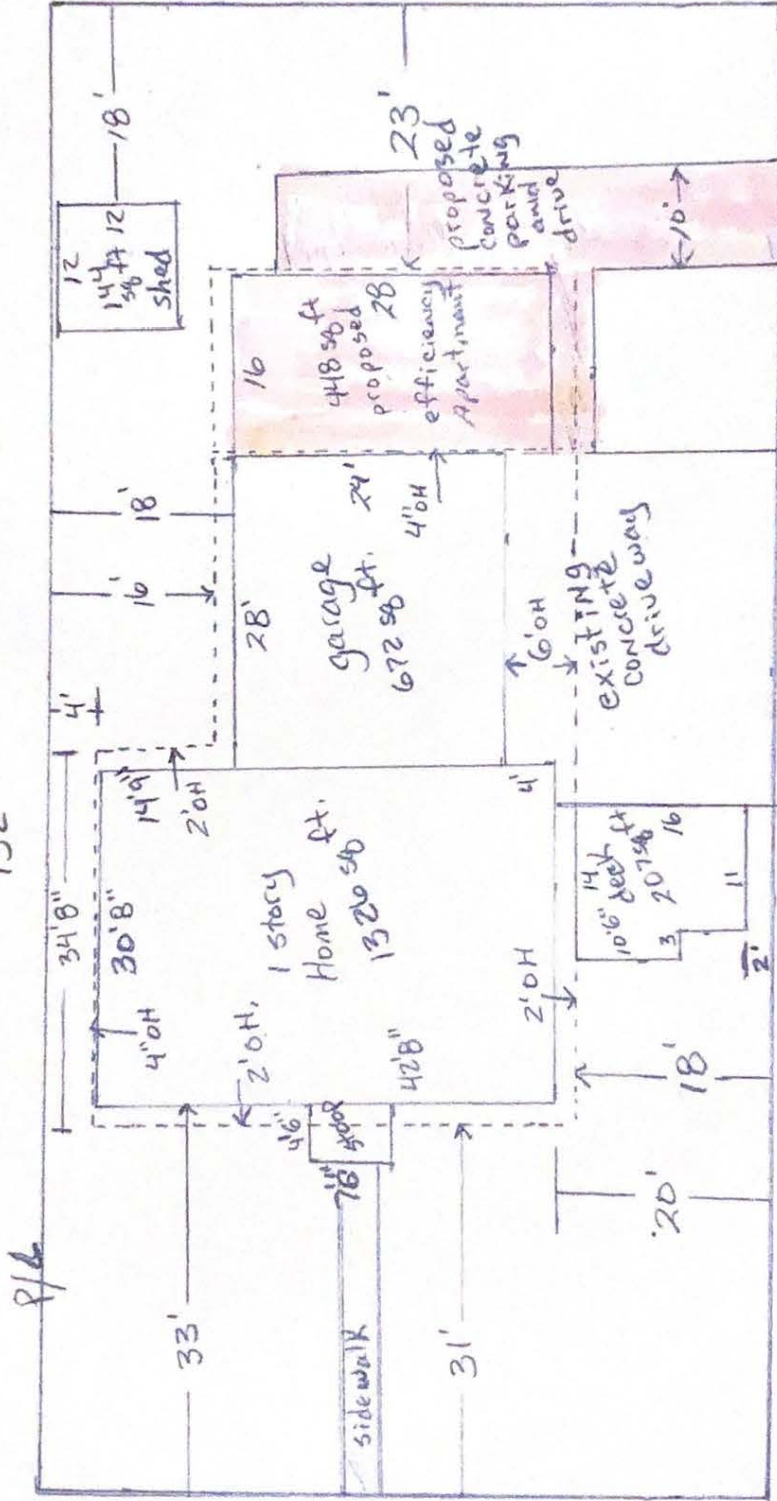 P/L
34'8"
4'
16'
18'
12
144
sq ft 12
shed
18'
33'
30'8"
4"OH
14'9"
2'OH
28'
garage
672 sq ft.
24'
4"OH
16
448 sq ft
proposed 28
efficiency
Apartment
23'
proposed
concrete
parking
and
drive
10'
2'OH,
1 story
Home
1326 sq ft.
42'8"
4'
4'6"
stoop
sidewalk
31'
2'OH
6'OH
existing
concrete
driveway
10'6" 14
deck
207 sq ft
3
16
11
2'
18'
20'